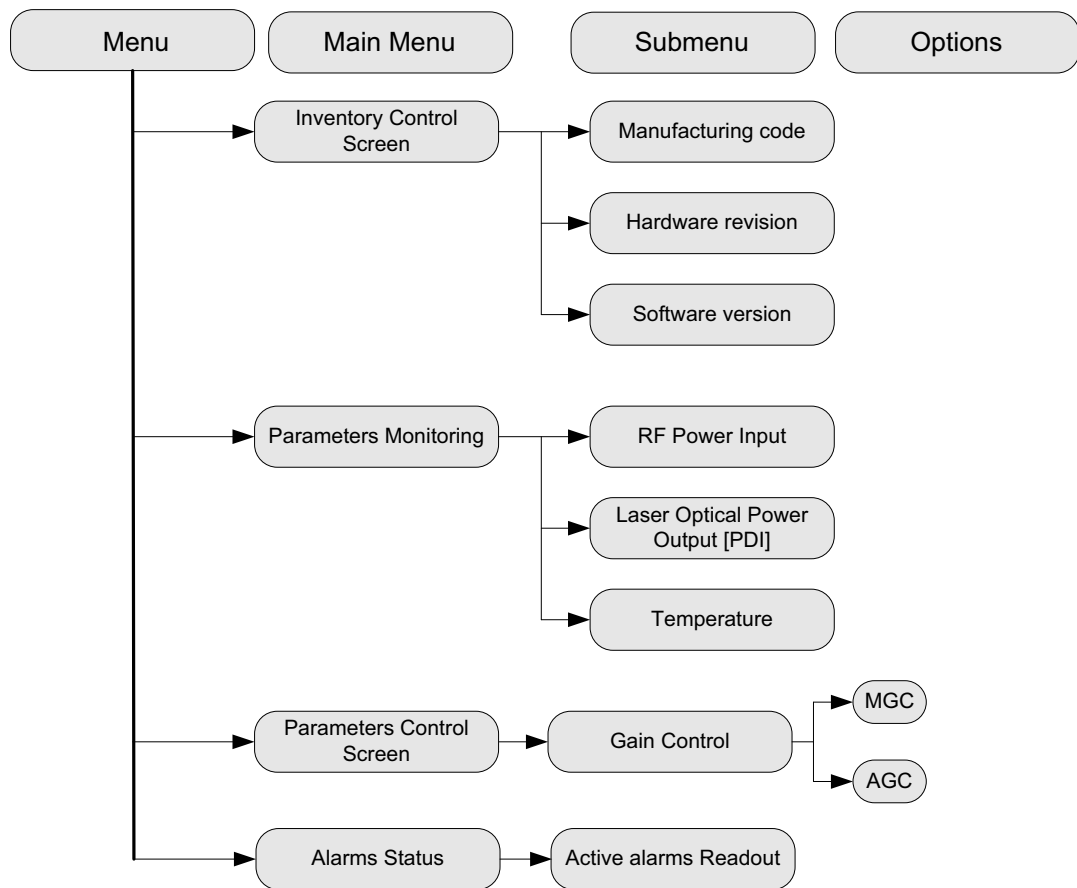 Menu
Main Menu
Submenu
Options
Inventory Control
Screen
Manufacturing code
Hardware revision
Software version
Parameters Monitoring
RF Power Input
Laser Optical Power
Output [PDI]
Temperature
Parameters Control
Screen
Gain Control
MGC
AGC
Alarms Status
Active alarms Readout